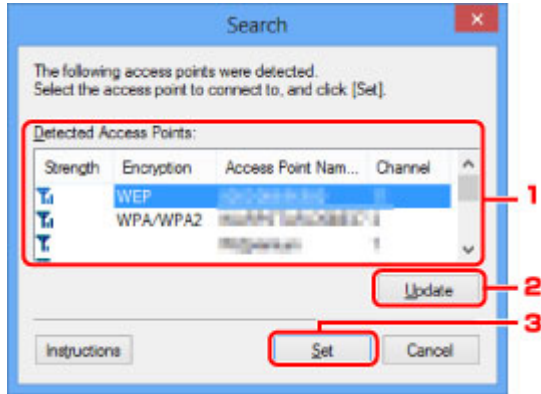 Search
The following access points were detected.
Select the access point to connect to, and click [Set].
Detected Access Points:
Strength Encryption Access Point Nam... Channel
WEP
WPA/WPA2
1
Update
2
3
Instructions Set Cancel